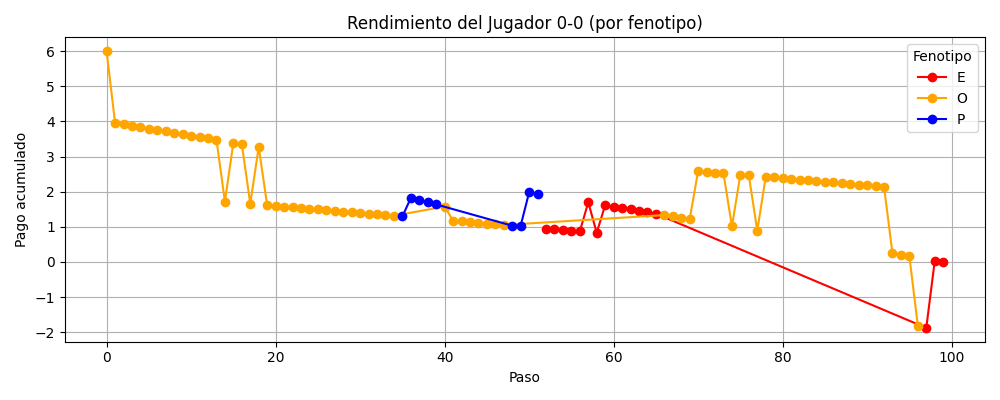 Rendimiento del Jugador 0-0 (por fenotipo)
Pago acumulado
6
5
4
3
2
1
0
−1
−2
Fenotipo
E
O
P
0
20
40
60
80
100
Paso